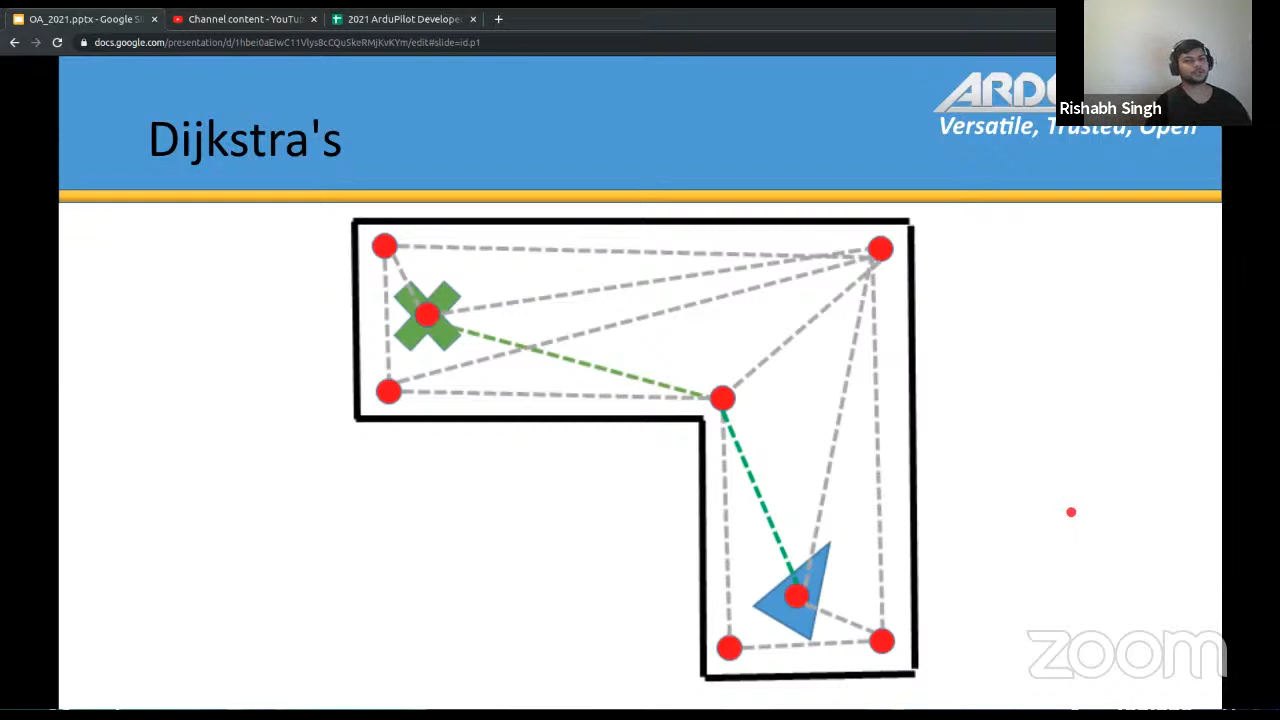 OA_2021.pptx - Google Sl
Channel content - YouTu
2021 ArduPilot Develope
docs.google.com/presentation/d/1hbei0aEIwC11Vlys8cCQu5keRMjKvKYm/edit#slide=id.p1
Rishabh Singh
Versatile, Trusted, Open
Dijkstra's
zoom